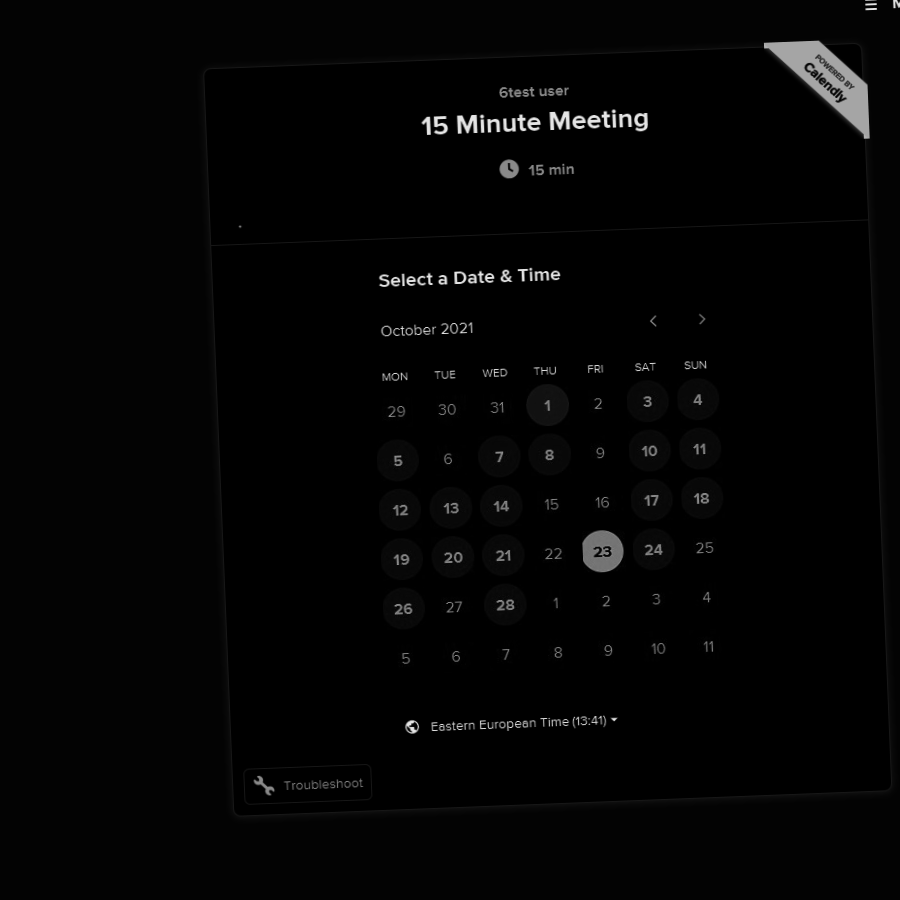 ☰ M
POWERED BY
Calendly
6test user
15 Minute Meeting
15 min
Select a Date & Time
October 2021
MON TUE WED THU FRI SAT SUN
29 30 31 1 2 3 4
5 6 7 8 9 10 11
12 13 14 15 16 17 18
19 20 21 22 23 24 25
26 27 28 1 2 3 4
5 6 7 8 9 10 11
Eastern European Time (13:41)
Troubleshoot